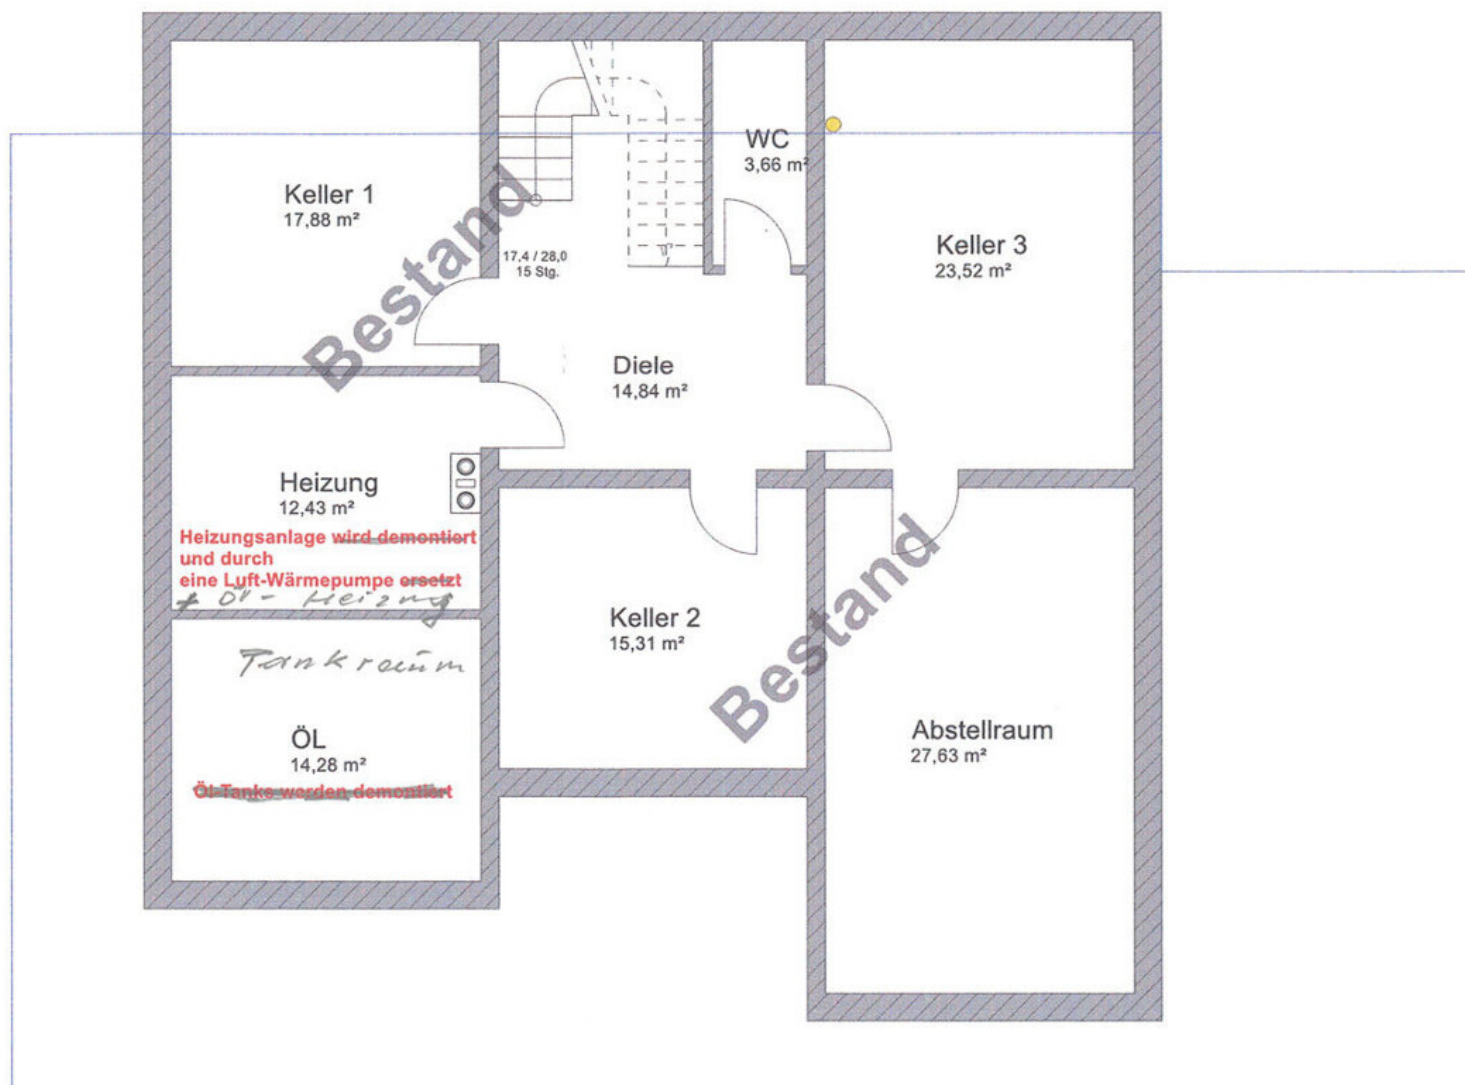 WC
3,66 m²
Keller 1
17,88 m²
Bestand
Keller 3
23,52 m²
17,4 / 28,0
15 Stg.
Diele
14,84 m²
Heizung
12,43 m²
Heizungsanlage wird demontiert
und durch
eine Luft-Wärmepumpe ersetzt
+ Öl - Heizung
Keller 2
15,31 m²
Bestand
Tankraum
ÖL
14,28 m²
Öl-Tanks werden demontiert
Abstellraum
27,63 m²